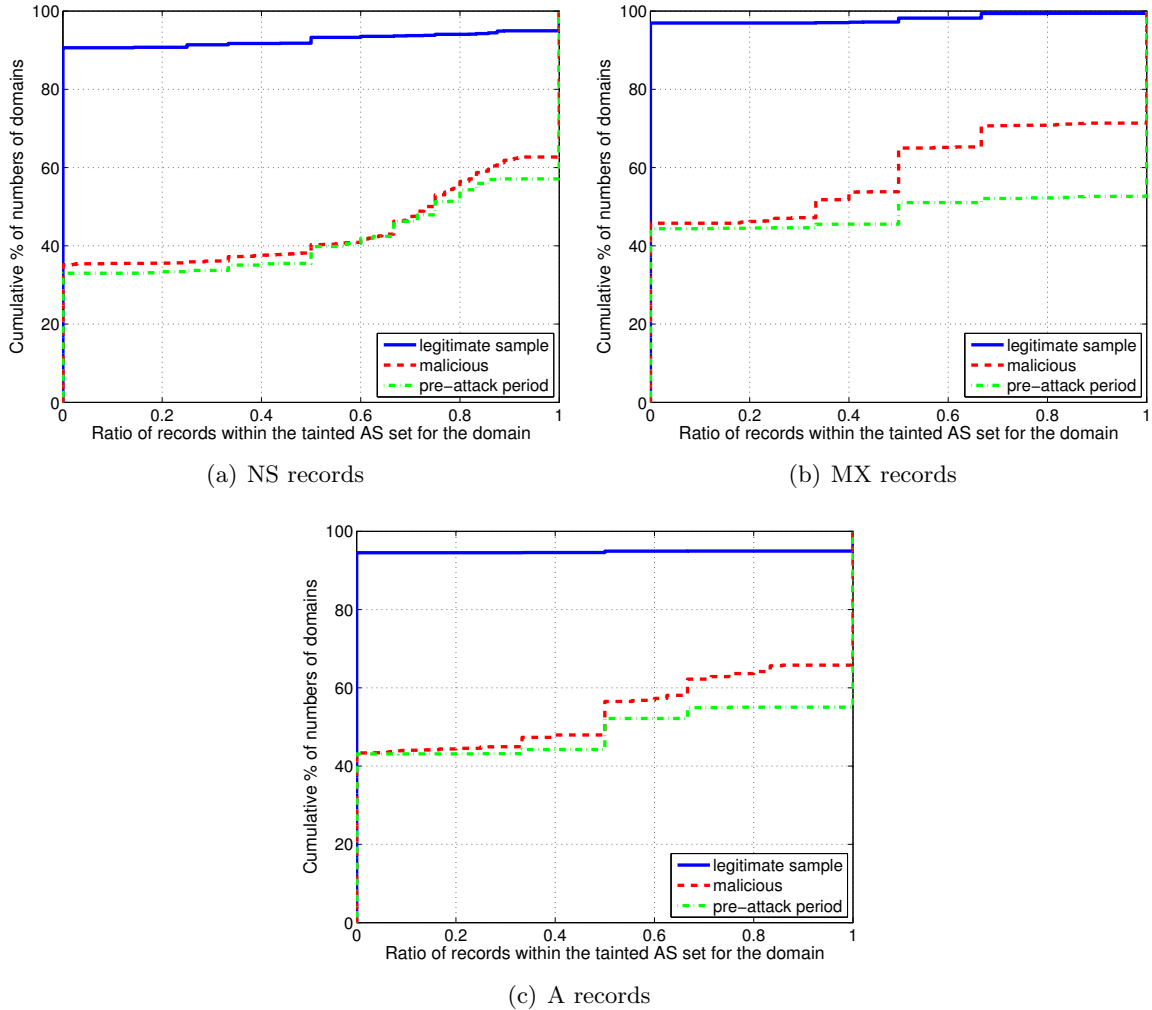 100
80
60
40
20
0
Cumulative % of numbers of domains
legitimate sample
malicious
pre−attack period
0 0.2 0.4 0.6 0.8 1
Ratio of records within the tainted AS set for the domain
(a) NS records
100
80
60
40
20
0
Cumulative % of numbers of domains
legitimate sample
malicious
pre−attack period
0 0.2 0.4 0.6 0.8 1
Ratio of records within the tainted AS set for the domain
(b) MX records
100
80
60
40
20
0
Cumulative % of numbers of domains
legitimate sample
malicious
pre−attack period
0 0.2 0.4 0.6 0.8 1
Ratio of records within the tainted AS set for the domain
(c) A records